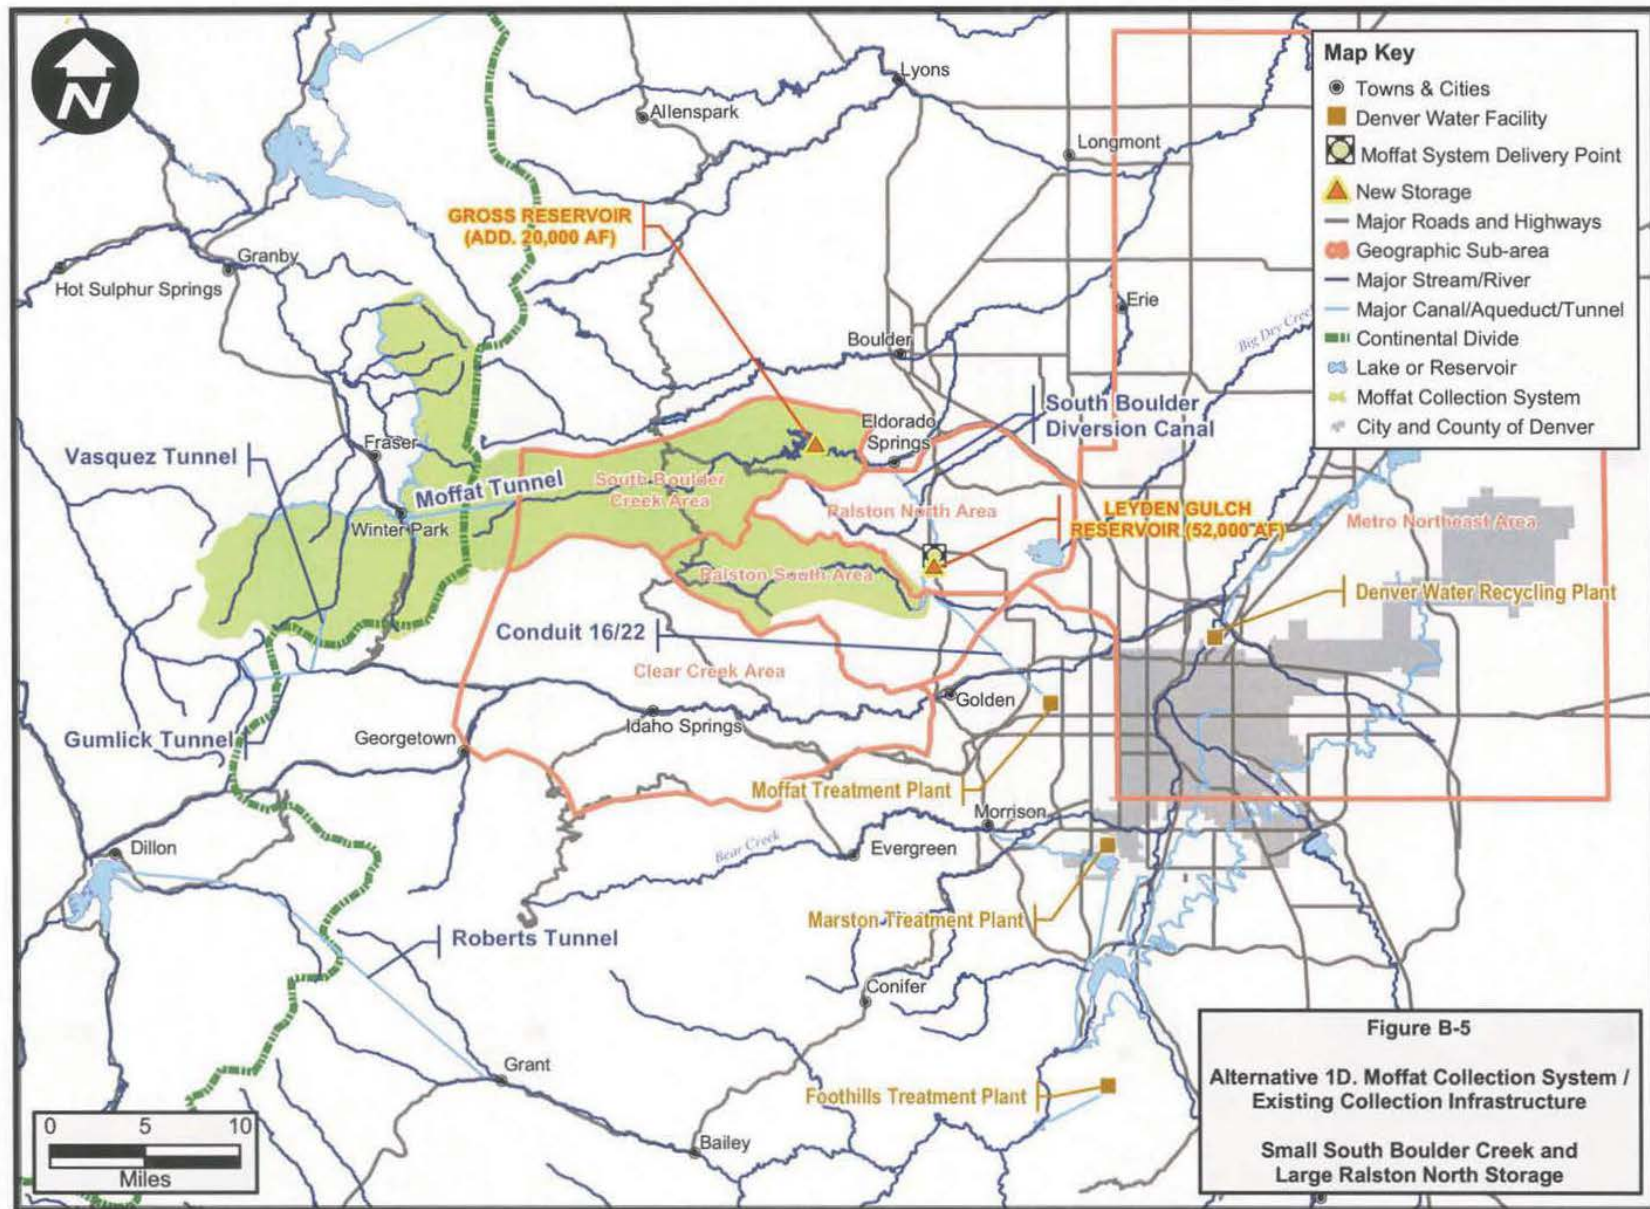 N
Lyons
Allenspark
Longmont
GROSS RESERVOIR
(ADD. 20,000 AF)
Granby
Hot Sulphur Springs
Erie
Big Dry Creek
Boulder
Eldorado
Springs
South Boulder
Diversion Canal
Vasquez Tunnel
Fraser
Moffat Tunnel
South Boulder
Creek Area
Winter Park
Ralston North Area
LEYDEN GULCH
RESERVOIR (52,000 AF)
Metro Northeast Area
Ralston South Area
Denver Water Recycling Plant
Conduit 16/22
Clear Creek Area
Golden
Idaho Springs
Gumlick Tunnel
Georgetown
Moffat Treatment Plant
Morrison
Dillon
Bear Creek
Evergreen
Marston Treatment Plant
Roberts Tunnel
Conifer
Grant
Foothills Treatment Plant
Bailey
0 5 10
Miles
Map Key
Towns & Cities
Denver Water Facility
Moffat System Delivery Point
New Storage
Major Roads and Highways
Geographic Sub-area
Major Stream/River
Major Canal/Aqueduct/Tunnel
Continental Divide
Lake or Reservoir
Moffat Collection System
City and County of Denver
Figure B-5
Alternative 1D. Moffat Collection System /
Existing Collection Infrastructure
Small South Boulder Creek and
Large Ralston North Storage